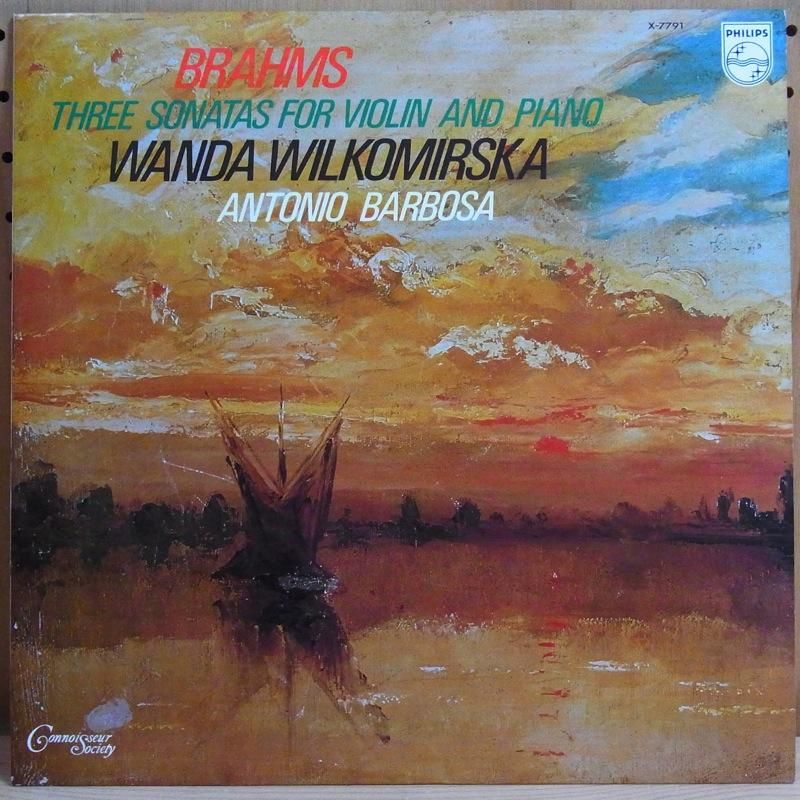 X-7791
PHILIPS
BRAHMS
THREE SONATAS FOR VIOLIN AND PIANO
WANDA WILKOMIRSKA
ANTONIO BARBOSA
Connoisseur
Society